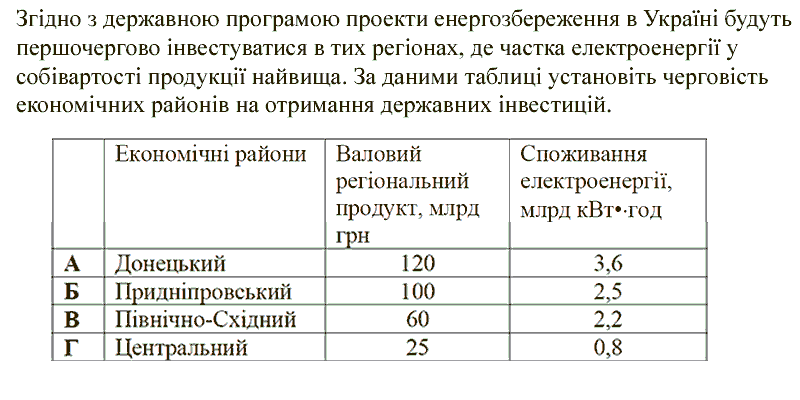 Згідно з державною програмою проекти енергозбереження в Україні будуть
першочергово інвестуватися в тих регіонах, де частка електроенергії у
собівартості продукції найвища. За даними таблиці установіть черговість
економічних районів на отримання державних інвестицій.
Економічні райони Валовий регіональний продукт, млрд грн Споживання електроенергії, млрд кВт•·год
А Донецький 120 3,6
Б Придніпровський 100 2,5
В Північно-Східний 60 2,2
Г Центральний 25 0,8